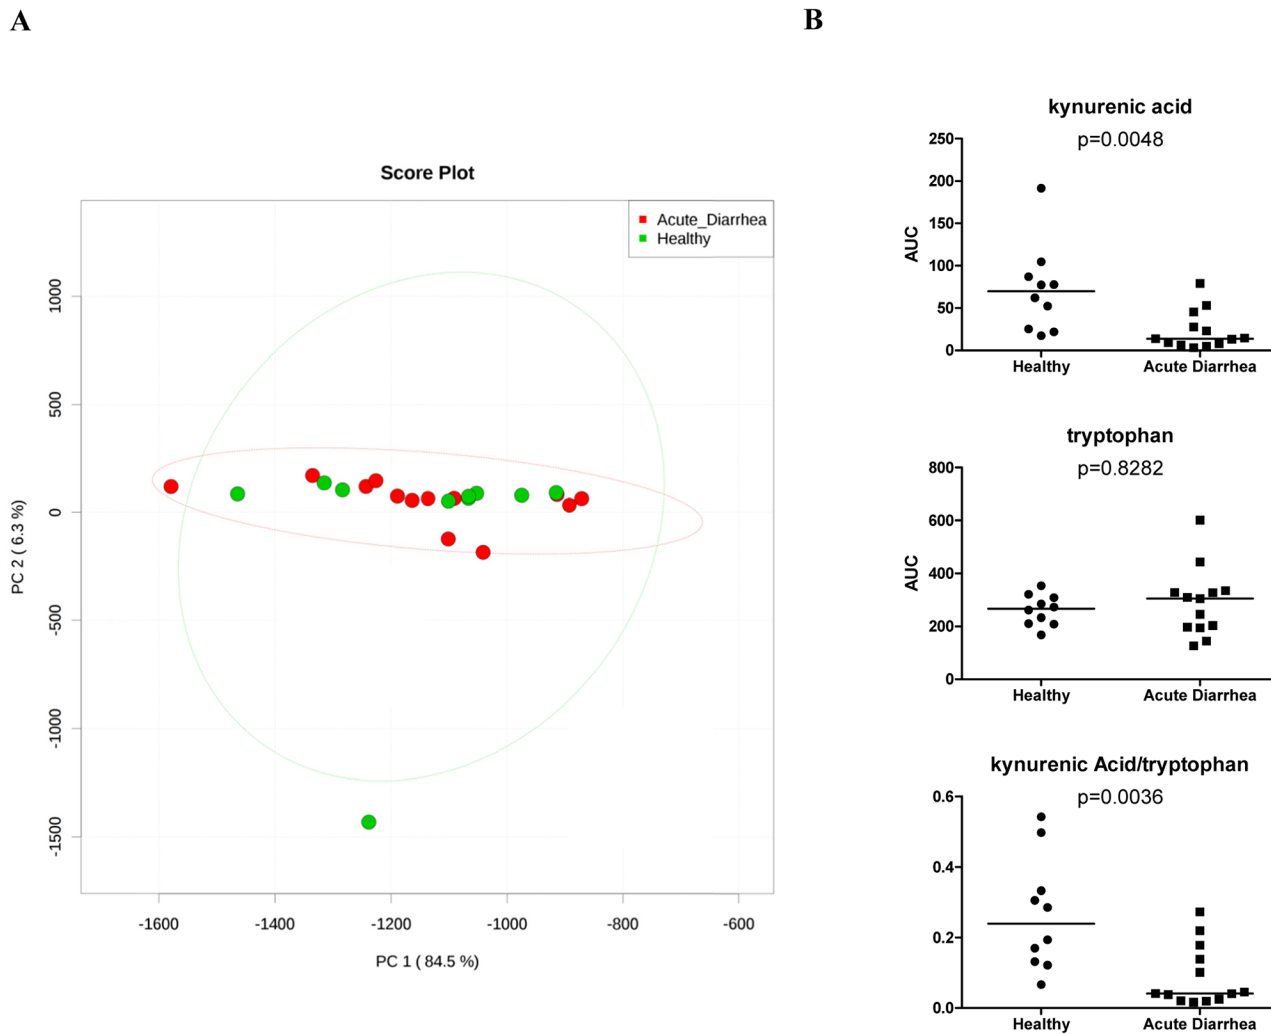 A
B
Score Plot
Acute_Diarrhea
Healthy
1000
500
0
-500
-1000
-1500
PC 2 ( 6.3 %)
-1600
-1400
-1200
-1000
-800
-600
PC 1 ( 84.5 %)
kynurenic acid
p=0.0048
250
200
150
100
50
0
AUC
Healthy
Acute Diarrhea
tryptophan
p=0.8282
800
600
400
200
0
AUC
Healthy
Acute Diarrhea
kynurenic Acid/tryptophan
p=0.0036
0.6
0.4
0.2
0.0
Healthy
Acute Diarrhea